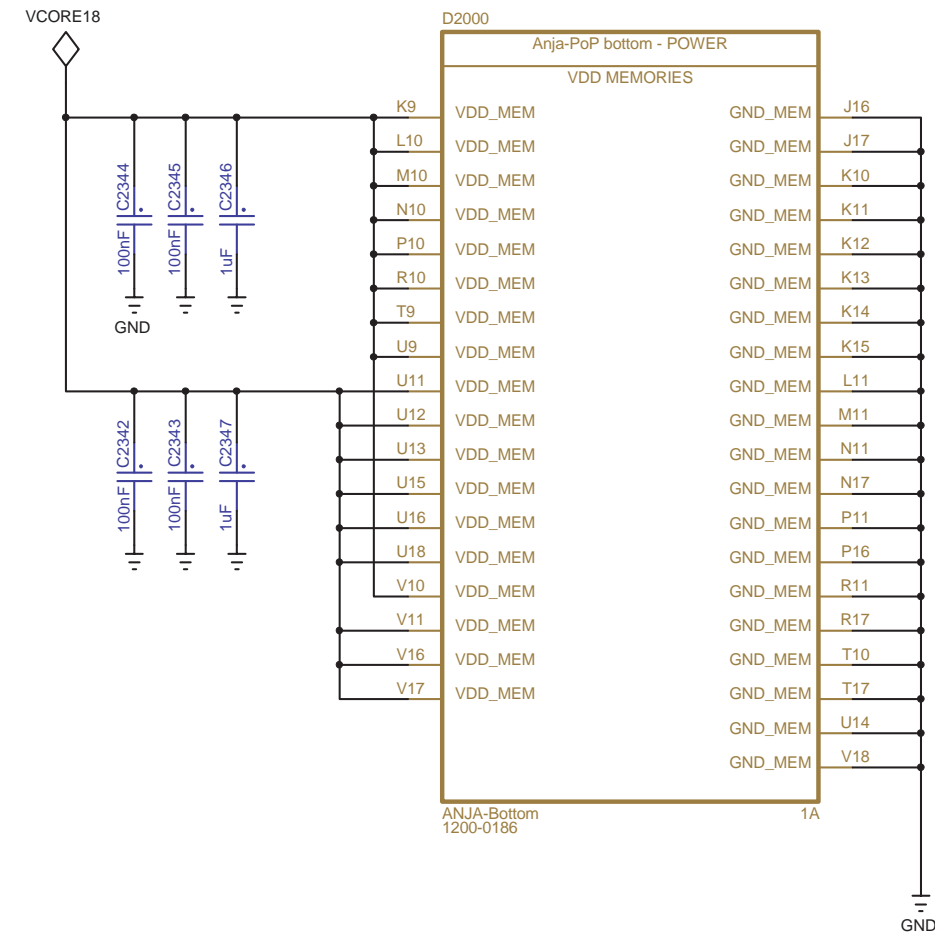 VCORE18
D2000
Anja-PoP bottom - POWER
VDD MEMORIES
K9 VDD_MEM GND_MEM J16
L10 VDD_MEM GND_MEM J17
M10 VDD_MEM GND_MEM K10
N10 VDD_MEM GND_MEM K11
P10 VDD_MEM GND_MEM K12
R10 VDD_MEM GND_MEM K13
T9 VDD_MEM GND_MEM K14
U9 VDD_MEM GND_MEM K15
U11 VDD_MEM GND_MEM L11
U12 VDD_MEM GND_MEM M11
U13 VDD_MEM GND_MEM N11
U15 VDD_MEM GND_MEM N17
U16 VDD_MEM GND_MEM P11
U18 VDD_MEM GND_MEM P16
V10 VDD_MEM GND_MEM R11
V11 VDD_MEM GND_MEM R17
V16 VDD_MEM GND_MEM T10
V17 VDD_MEM GND_MEM T17
GND_MEM U14
GND_MEM V18
C2344
100nF
C2345
100nF
C2346
1uF
GND
C2342
100nF
C2343
100nF
C2347
1uF
ANJA-Bottom 1A
1200-0186
GND